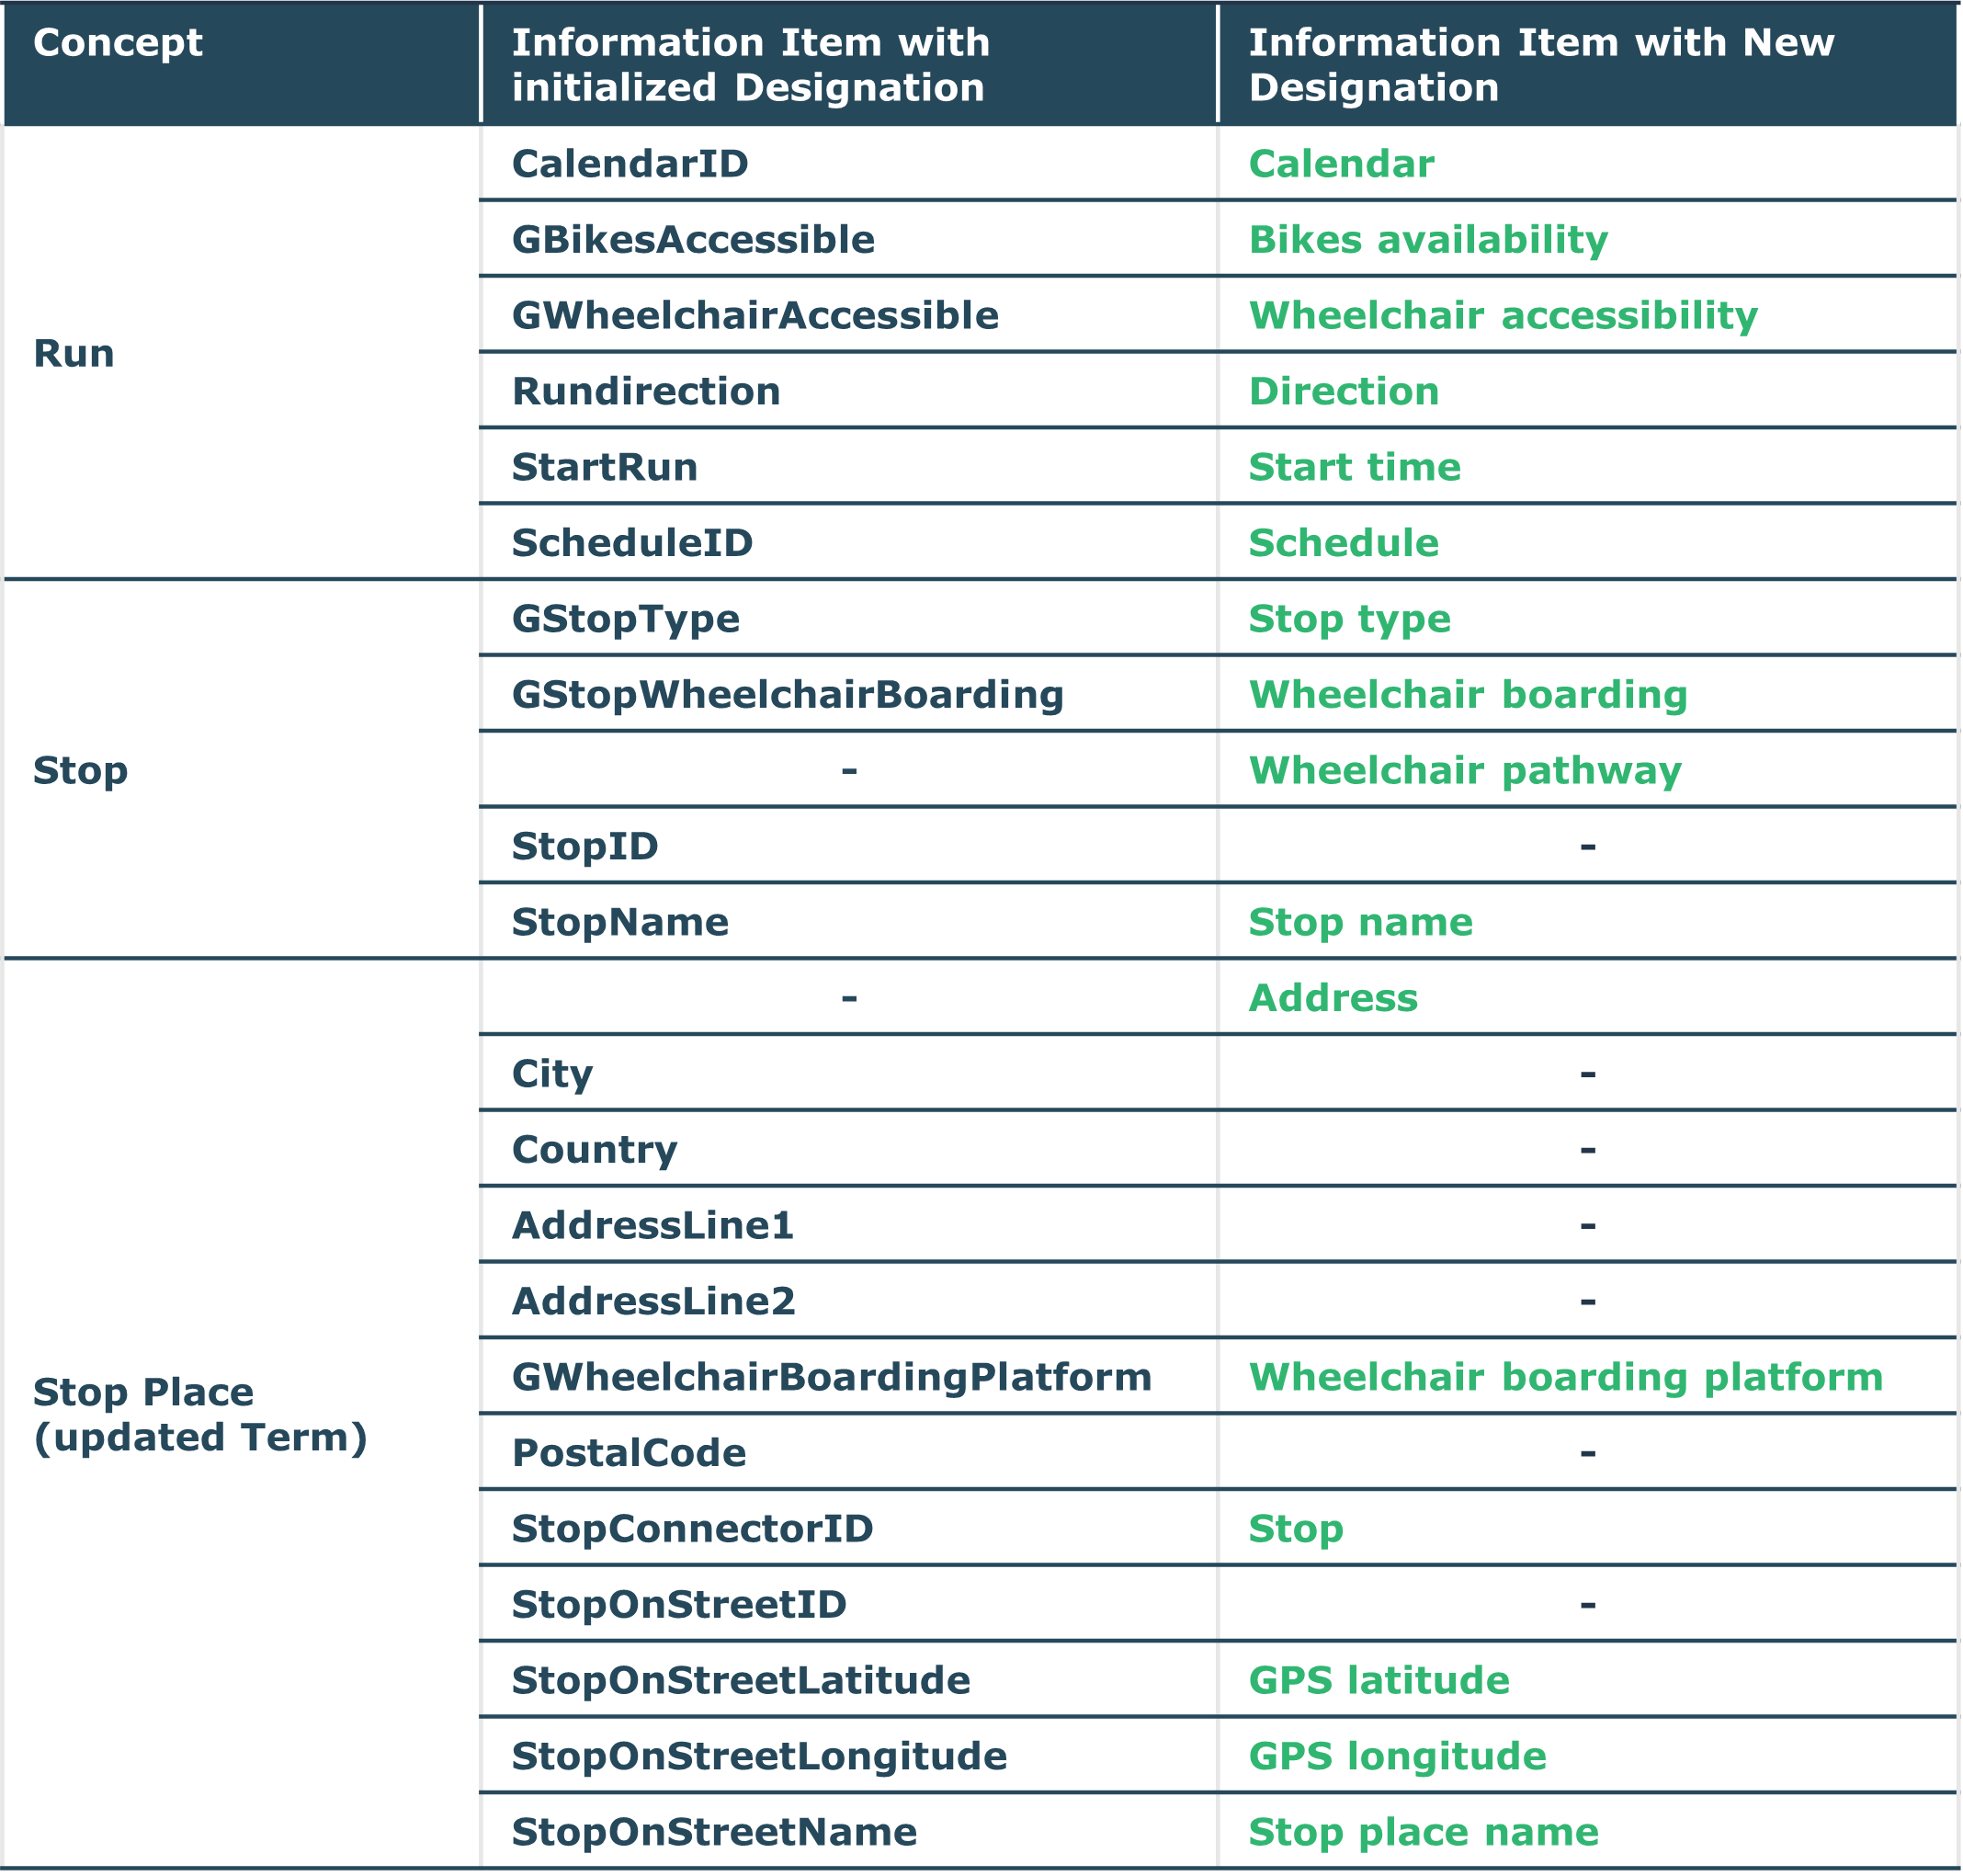 Concept
Information Item with
initialized Designation
Information Item with New
Designation
Run
CalendarID
Calendar
GBikesAccessible
Bikes availability
GWheelchairAccessible
Wheelchair accessibility
Rundirection
Direction
StartRun
Start time
ScheduleID
Schedule
Stop
GStopType
Stop type
GStopWheelchairBoarding
Wheelchair boarding
-
Wheelchair pathway
StopID
-
StopName
Stop name
Stop Place
(updated Term)
-
Address
City
-
Country
-
AddressLine1
-
AddressLine2
-
GWheelchairBoardingPlatform
Wheelchair boarding platform
PostalCode
-
StopConnectorID
Stop
StopOnStreetID
-
StopOnStreetLatitude
GPS latitude
StopOnStreetLongitude
GPS longitude
StopOnStreetName
Stop place name